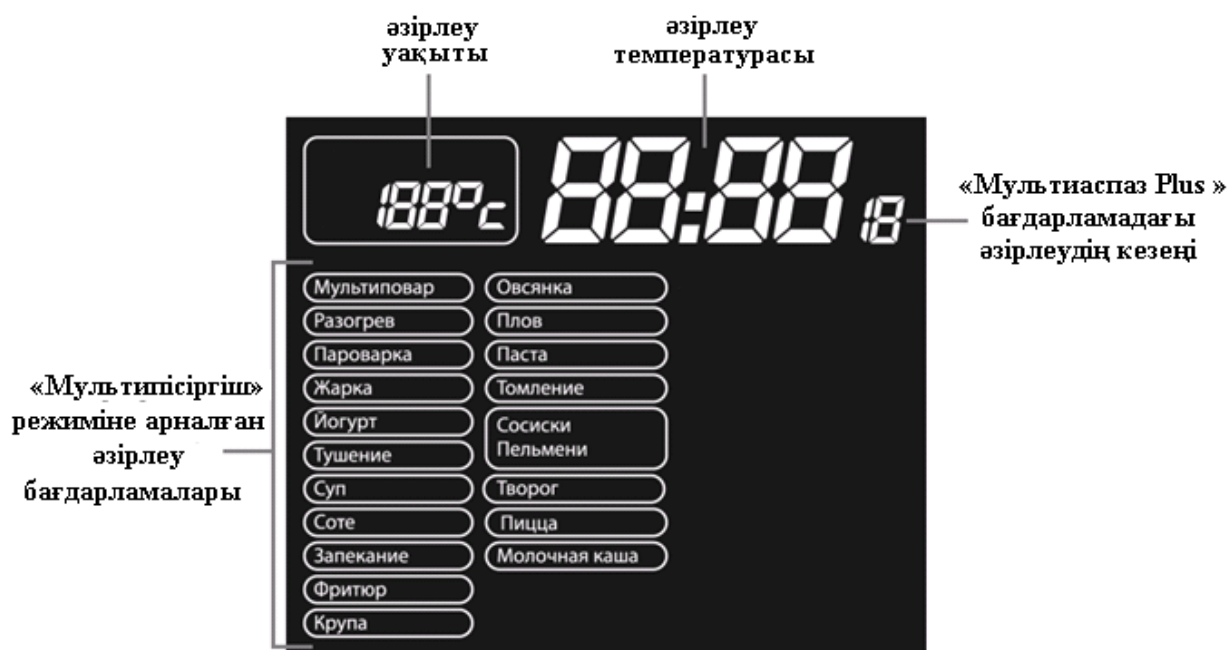 әзірлеу
уақыты
әзірлеу
температурасы
188°c
88:88
18
«Мультиаспаз Plus »
бағдарламадағы
әзірлеудің кезеңі
«Мультипісіргіш»
режиміне арналған
әзірлеу
бағдарламалары
Мультиповар
Разогрев
Пароварка
Жарка
Йогурт
Тушение
Суп
Соте
Запекание
Фритюр
Крупа
Овсянка
Плов
Паста
Томление
Сосиски
Пельмени
Творог
Пицца
Молочная каша